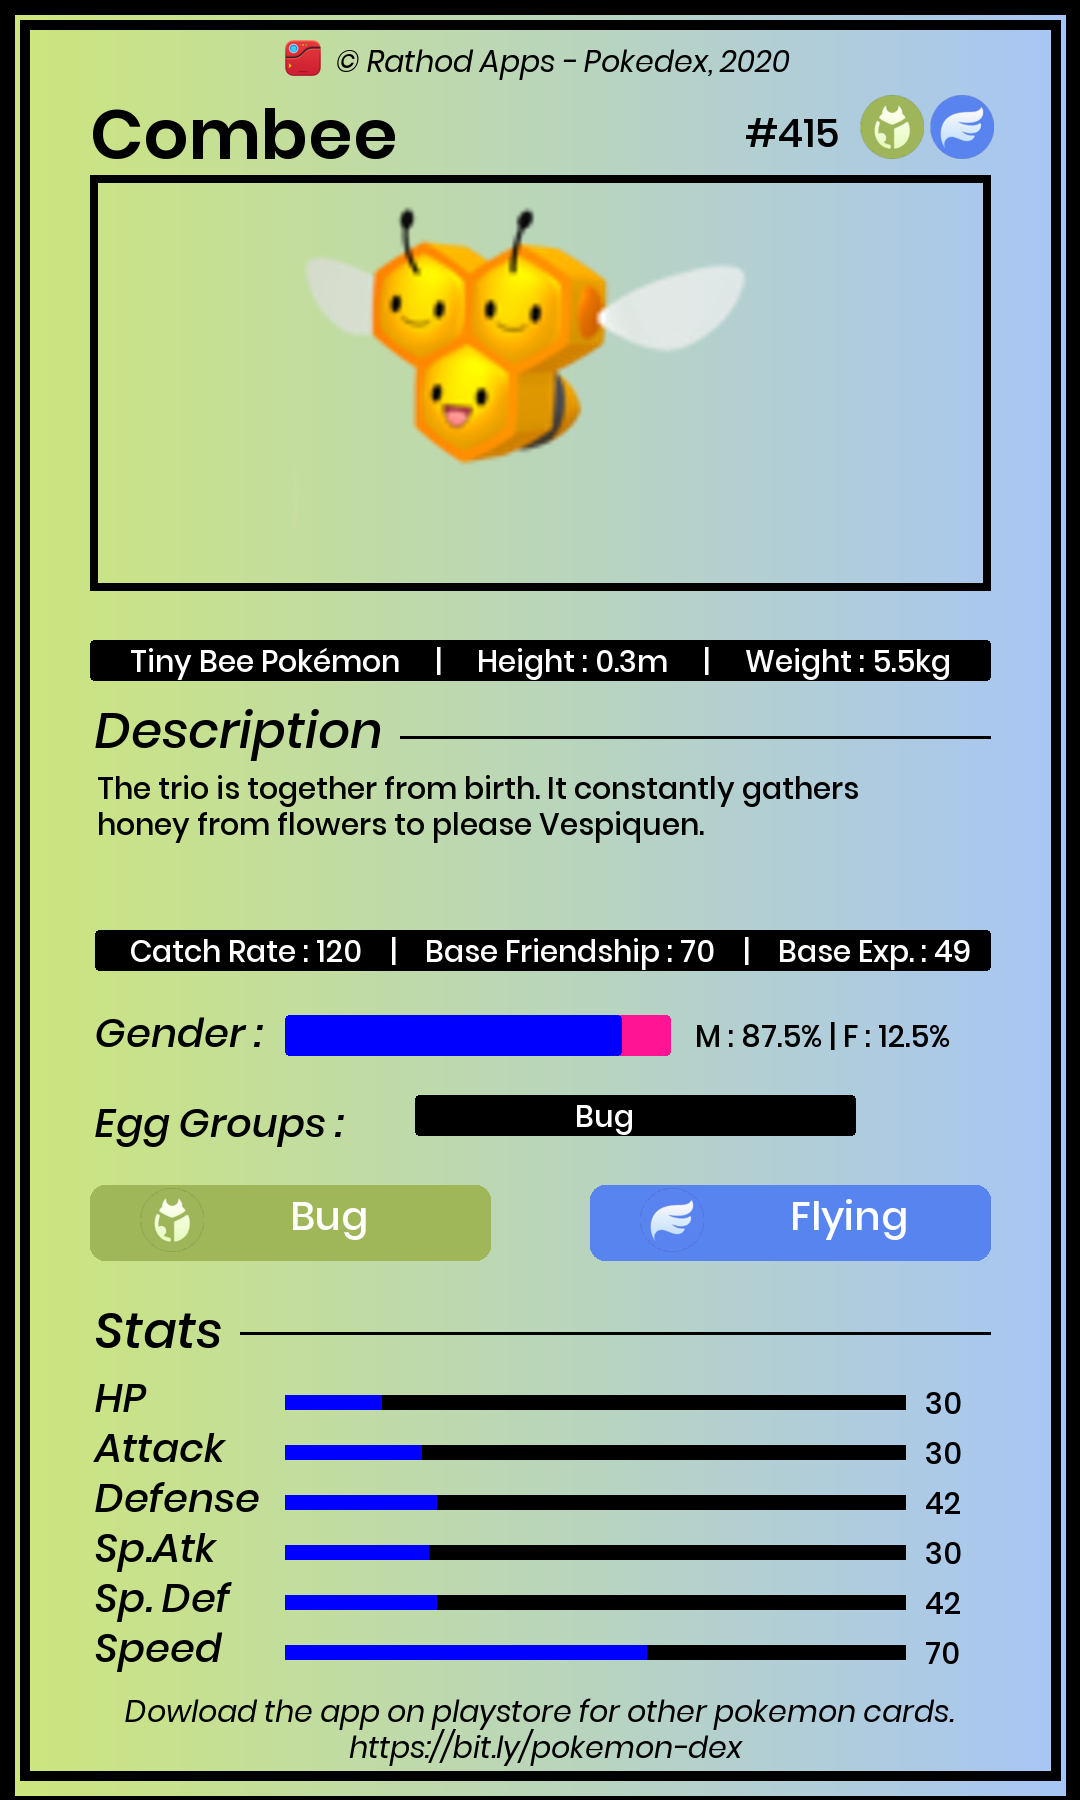 © Rathod Apps - Pokedex, 2020
Combee #415
Tiny Bee Pokémon | Height : 0.3m | Weight : 5.5kg
Description
The trio is together from birth. It constantly gathers
honey from flowers to please Vespiquen.
Catch Rate : 120 | Base Friendship : 70 | Base Exp. : 49
Gender : M : 87.5% | F : 12.5%
Egg Groups : Bug
Bug Flying
Stats
HP 30
Attack 30
Defense 42
Sp.Atk 30
Sp. Def 42
Speed 70
Dowload the app on playstore for other pokemon cards.
https://bit.ly/pokemon-dex